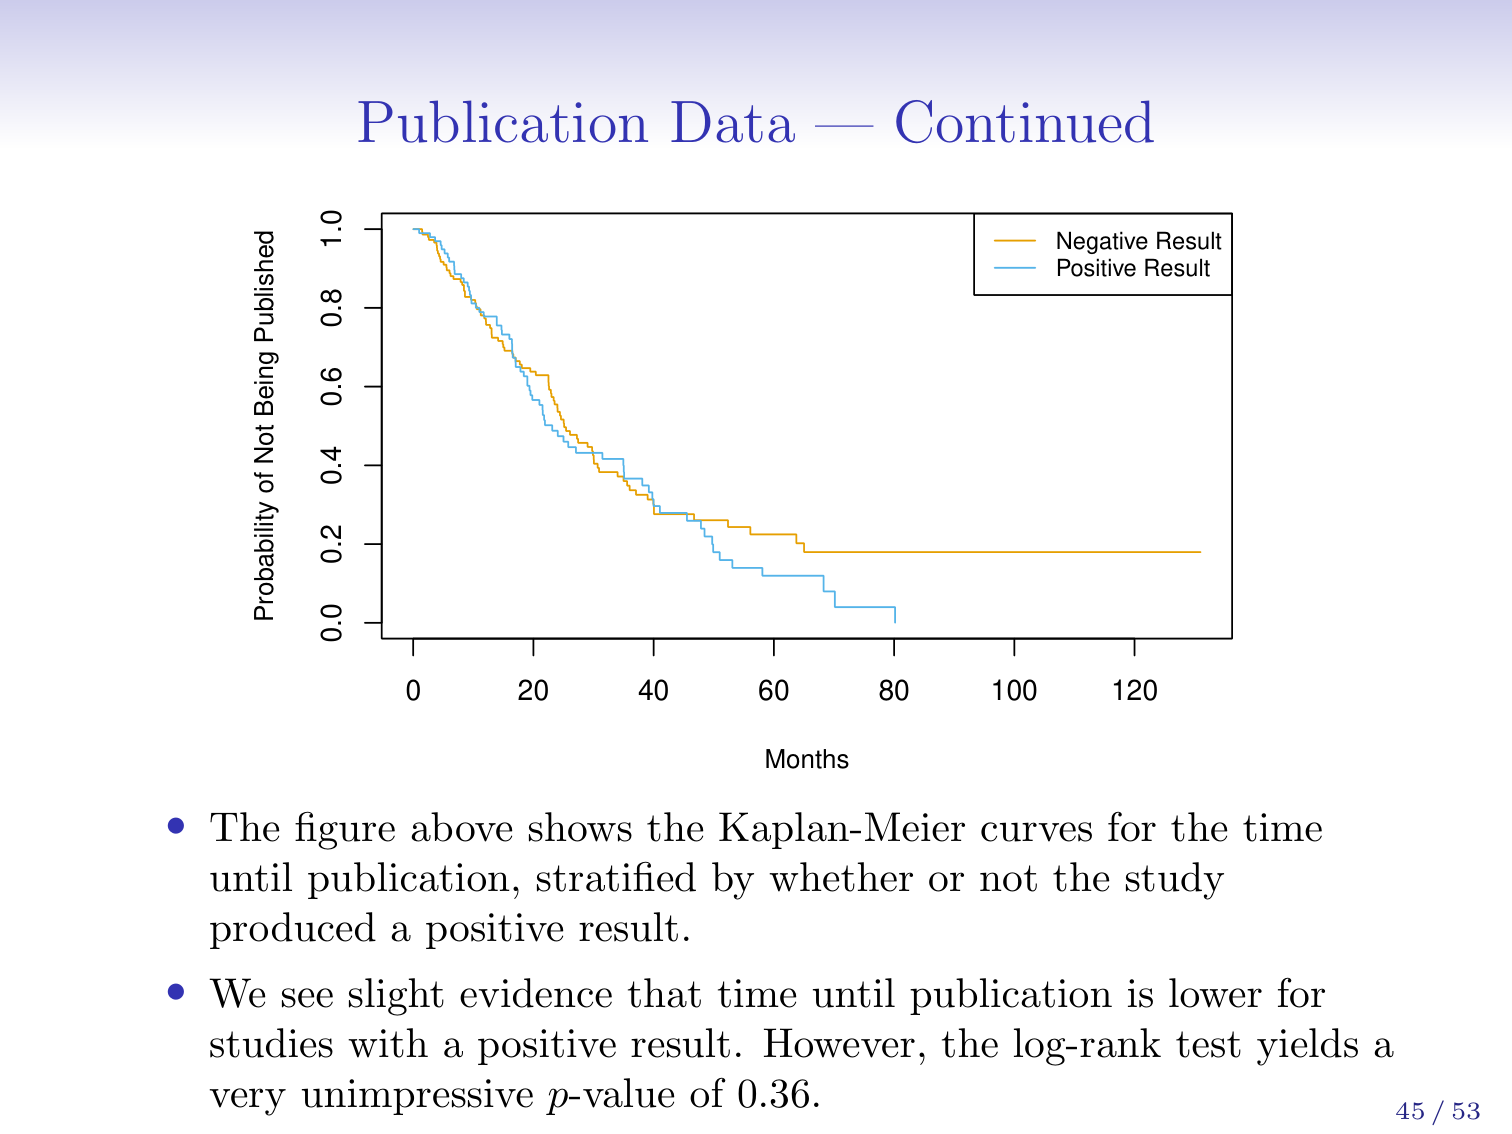 Publication Data — Continued
Probability of Not Being Published
1.0
0.8
0.6
0.4
0.2
0.0
Negative Result
Positive Result
0 20 40 60 80 100 120
Months
• The figure above shows the Kaplan-Meier curves for the time
until publication, stratified by whether or not the study
produced a positive result.
• We see slight evidence that time until publication is lower for
studies with a positive result. However, the log-rank test yields a
very unimpressive p-value of 0.36.
45 / 53